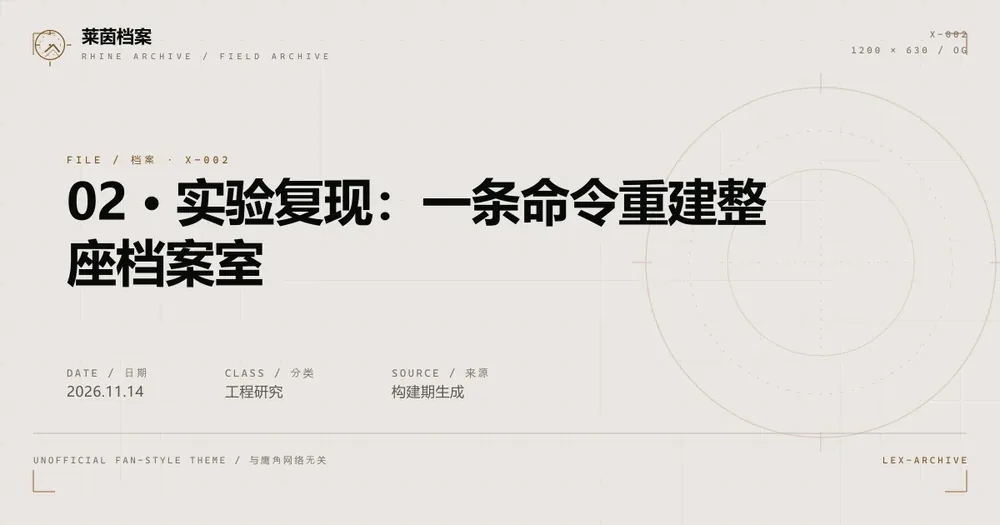 莱茵档案
RHINE ARCHIVE / FIELD ARCHIVE
X-002
1200 × 630 / OG
FILE / 档案 · X-002
02 • 实验复现：一条命令重建整
座档案室
DATE / 日期
2026.11.14
CLASS / 分类
工程研究
SOURCE / 来源
构建期生成
UNOFFICIAL FAN-STYLE THEME / 与鹰角网络无关
LEX-ARCHIVE